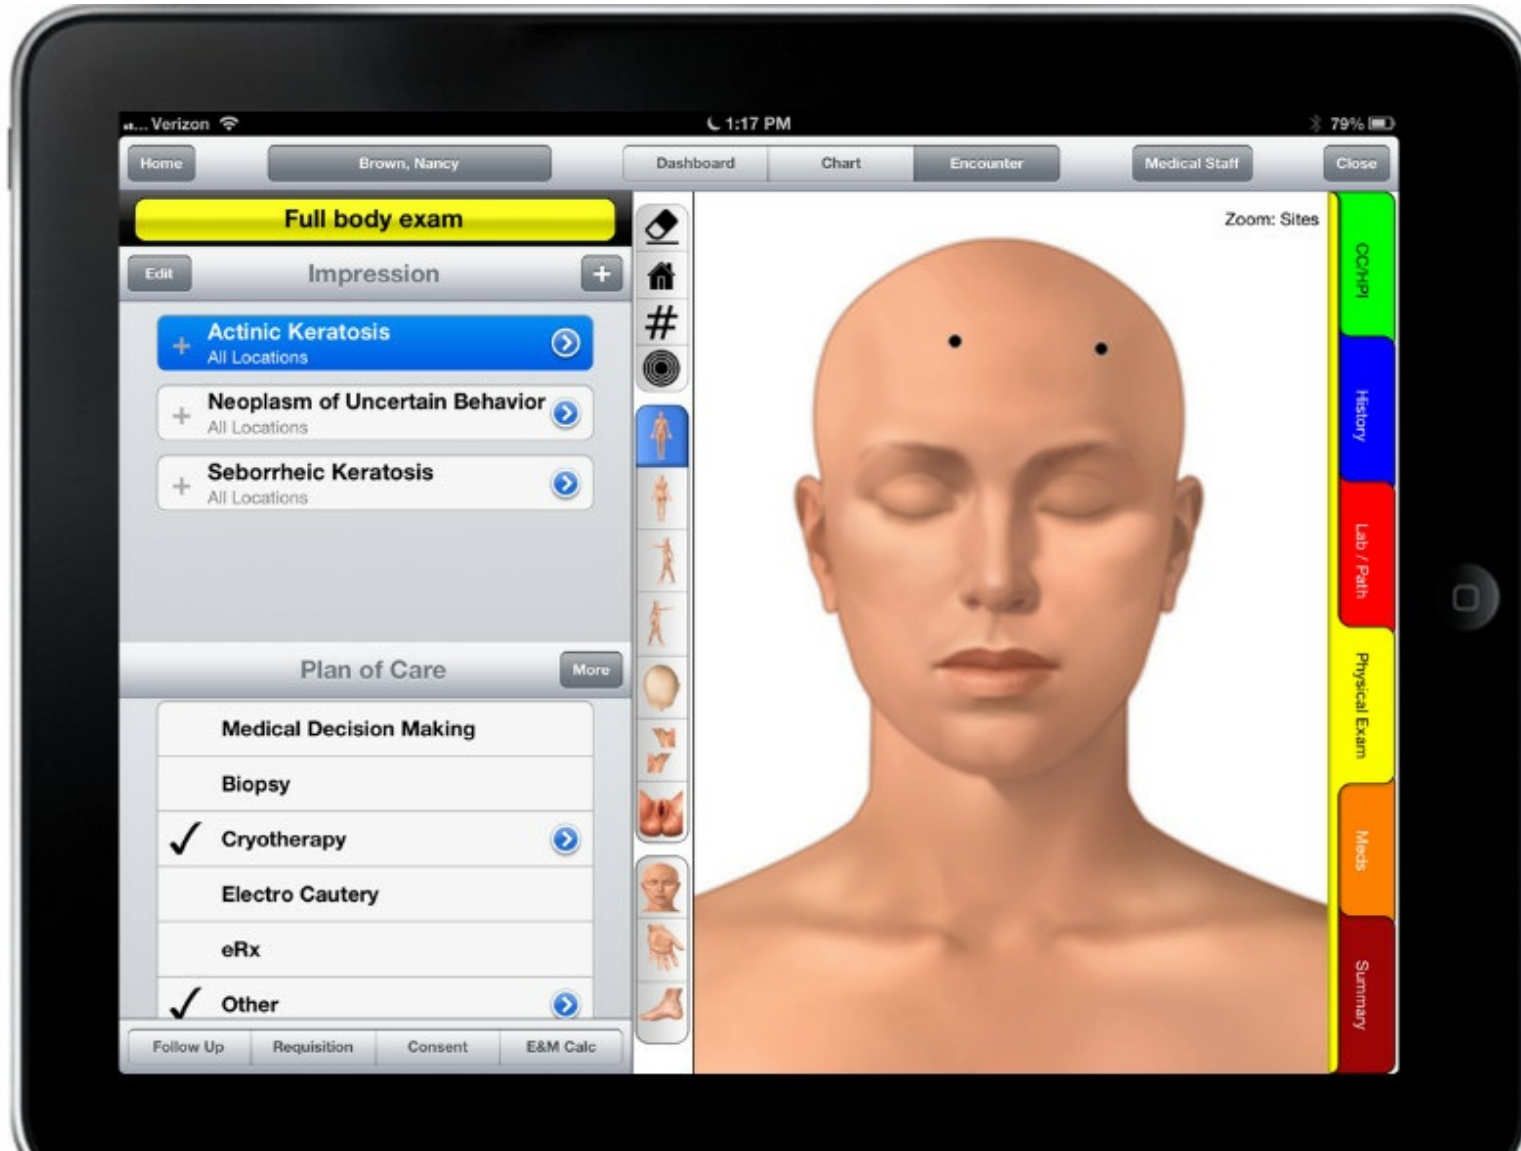 Verizon
1:17 PM
79%
Home
Brown, Nancy
Dashboard
Chart
Encounter
Medical Staff
Close
Full body exam
Edit
Impression
+
+ Actinic Keratosis
All Locations
+ Neoplasm of Uncertain Behavior
All Locations
+ Seborrheic Keratosis
All Locations
Plan of Care
More
Medical Decision Making
Biopsy
Cryotherapy
Electro Cautery
eRx
Other
Follow Up
Requisition
Consent
E&M Calc
#
Zoom: Sites
CC/HPI
History
Lab / Path
Physical Exam
Meds
Summary